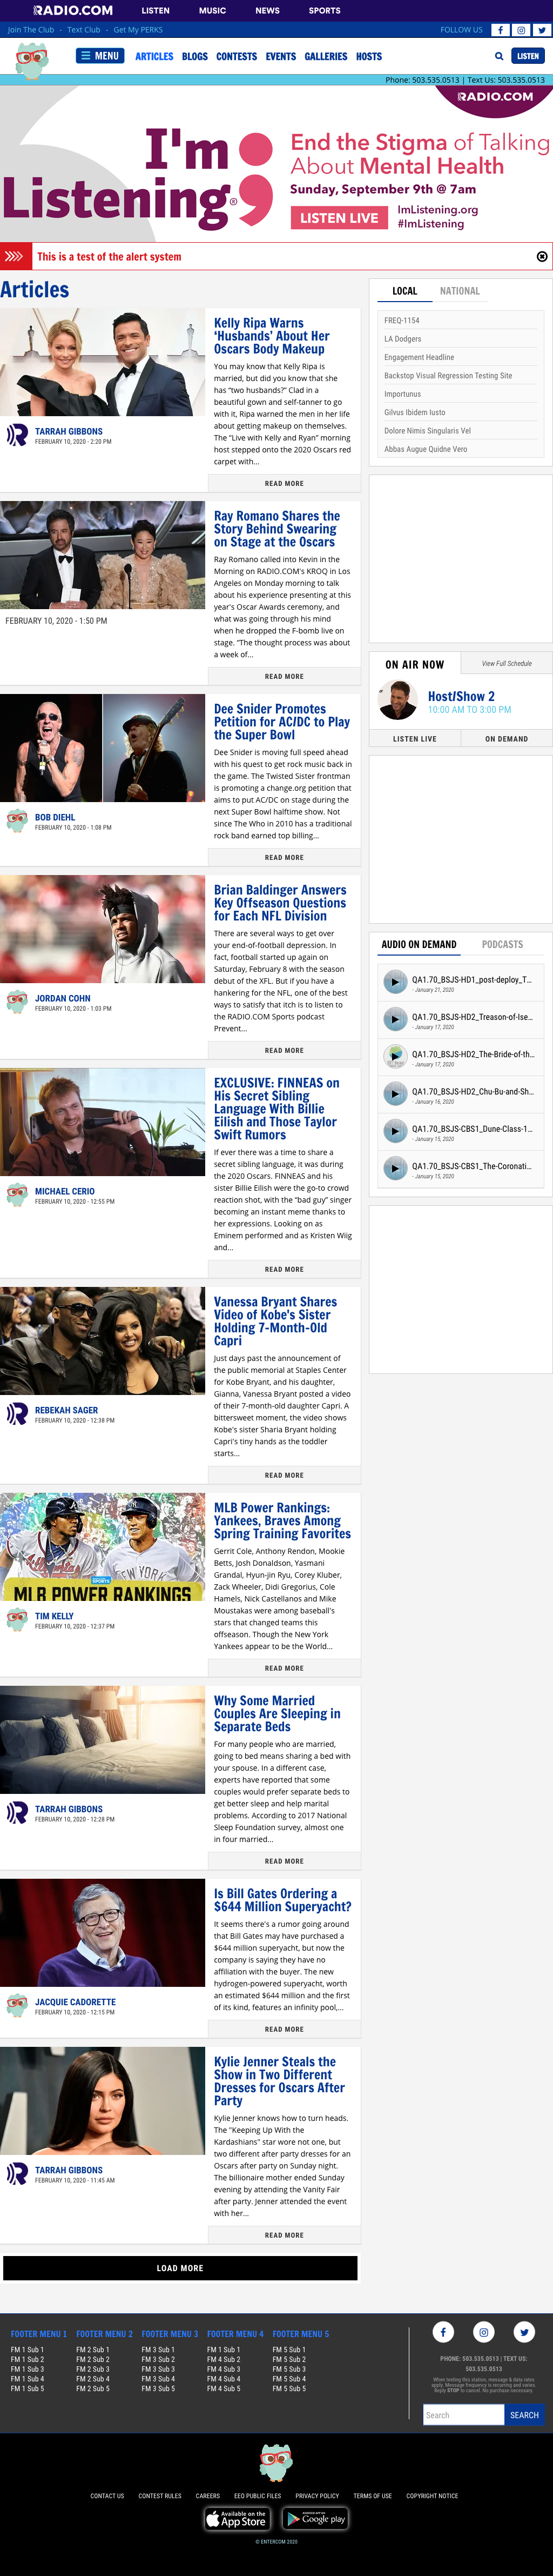 RADIO.COM LISTEN MUSIC NEWS SPORTS
Join The Club - Text Club - Get My PERKS FOLLOW US
MENU ARTICLES BLOGS CONTESTS EVENTS GALLERIES HOSTS LISTEN
Phone: 503.535.0513 | Text Us: 503.535.0513
RADIO.COM
I'm
Listening®
End the Stigma of Talking
About Mental Health
Sunday, September 9th @ 7am
LISTEN LIVE
ImListening.org
#ImListening
This is a test of the alert system
Articles
Kelly Ripa Warns
‘Husbands’ About Her
Oscars Body Makeup
You may know that Kelly Ripa is
married, but did you know that she
has “two husbands?” Clad in a
beautiful gown and self-tanner to go
with it, Ripa warned the men in her life
about getting makeup on themselves.
The “Live with Kelly and Ryan” morning
host stepped onto the 2020 Oscars red
carpet with...
TARRAH GIBBONS
FEBRUARY 10, 2020 - 2:20 PM
READ MORE
Ray Romano Shares the
Story Behind Swearing
on Stage at the Oscars
Ray Romano called into Kevin in the
Morning on RADIO.COM's KROQ in Los
Angeles on Monday morning to talk
about his experience presenting at this
year's Oscar Awards ceremony, and
what was going through his mind
when he dropped the F-bomb live on
stage. "The thought process was about
a week of...
FEBRUARY 10, 2020 - 1:50 PM
READ MORE
Dee Snider Promotes
Petition for AC/DC to Play
the Super Bowl
Dee Snider is moving full speed ahead
with his quest to get rock music back in
the game. The Twisted Sister frontman
is promoting a change.org petition that
aims to put AC/DC on stage during the
next Super Bowl halftime show. Not
since the Who in 2010 has a traditional
rock band earned top billing...
BOB DIEHL
FEBRUARY 10, 2020 - 1:08 PM
READ MORE
Brian Baldinger Answers
Key Offseason Questions
for Each NFL Division
There are several ways to get over
your end-of-football depression. In
fact, football started up again on
Saturday, February 8 with the season
debut of the XFL. But if you have a
hankering for the NFL, one of the best
ways to satisfy that itch is to listen to
the RADIO.COM Sports podcast
Prevent...
JORDAN COHN
FEBRUARY 10, 2020 - 1:03 PM
READ MORE
EXCLUSIVE: FINNEAS on
His Secret Sibling
Language With Billie
Eilish and Those Taylor
Swift Rumors
If ever there was a time to share a
secret sibling language, it was during
the 2020 Oscars. FINNEAS and his
sister Billie Eilish were the go-to crowd
reaction shot, with the “bad guy” singer
becoming an instant meme thanks to
her expressions. Looking on as
Eminem performed and as Kristen Wiig
and...
MICHAEL CERIO
FEBRUARY 10, 2020 - 12:55 PM
READ MORE
Vanessa Bryant Shares
Video of Kobe's Sister
Holding 7-Month-Old
Capri
Just days past the announcement of
the public memorial at Staples Center
for Kobe Bryant, and his daughter,
Gianna, Vanessa Bryant posted a video
of their 7-month-old daughter Capri. A
bittersweet moment, the video shows
Kobe's sister Sharia Bryant holding
Capri's tiny hands as the toddler
starts...
REBEKAH SAGER
FEBRUARY 10, 2020 - 12:38 PM
READ MORE
MLB POWER RANKINGS
MLB Power Rankings:
Yankees, Braves Among
Spring Training Favorites
Gerrit Cole, Anthony Rendon, Mookie
Betts, Josh Donaldson, Yasmani
Grandal, Hyun-jin Ryu, Corey Kluber,
Zack Wheeler, Didi Gregorius, Cole
Hamels, Nick Castellanos and Mike
Moustakas were among baseball's
stars that changed teams this
offseason. Though the New York
Yankees appear to be the World...
TIM KELLY
FEBRUARY 10, 2020 - 12:37 PM
READ MORE
Why Some Married
Couples Are Sleeping in
Separate Beds
For many people who are married,
going to bed means sharing a bed with
your spouse. In a different case,
experts have reported that some
couples would prefer separate beds to
get better sleep and help marital
problems. According to 2017 National
Sleep Foundation survey, almost one
in four married...
TARRAH GIBBONS
FEBRUARY 10, 2020 - 12:28 PM
READ MORE
Is Bill Gates Ordering a
$644 Million Superyacht?
It seems there's a rumor going around
that Bill Gates may have purchased a
$644 million superyacht, but now the
company is saying they have no
affiliation with the buyer. The new
hydrogen-powered superyacht, worth
an estimated $644 million and the first
of its kind, features an infinity pool,...
JACQUIE CADORETTE
FEBRUARY 10, 2020 - 12:15 PM
READ MORE
Kylie Jenner Steals the
Show in Two Different
Dresses for Oscars After
Party
Kylie Jenner knows how to turn heads.
The "Keeping Up With the
Kardashians" star wore not one, but
two different after party dresses for an
Oscars after party on Sunday night.
The billionaire mother ended Sunday
evening by attending the Vanity Fair
after party. Jenner attended the event
with her...
TARRAH GIBBONS
FEBRUARY 10, 2020 - 11:45 AM
READ MORE
LOAD MORE
LOCAL NATIONAL
FREQ-1154
LA Dodgers
Engagement Headline
Backstop Visual Regression Testing Site
Importunus
Gilvus Ibidem Iusto
Dolore Nimis Singularis Vel
Abbas Augue Quidne Vero
ON AIR NOW View Full Schedule
Host/Show 2
10:00 AM TO 3:00 PM
LISTEN LIVE ON DEMAND
AUDIO ON DEMAND PODCASTS
QA1.70_BSJS-HD1_post-deploy_T...
- January 21, 2020
QA1.70_BSJS-HD2_Treason-of-Ise...
- January 17, 2020
QA1.70_BSJS-HD2_The-Bride-of-th...
- January 17, 2020
QA1.70_BSJS-HD2_Chu-Bu-and-Sh...
- January 16, 2020
QA1.70_BSJS-CBS1_Dune-Class-1...
- January 15, 2020
QA1.70_BSJS-CBS1_The-Coronati...
- January 15, 2020
FOOTER MENU 1 FOOTER MENU 2 FOOTER MENU 3 FOOTER MENU 4 FOOTER MENU 5
FM 1 Sub 1 FM 2 Sub 1 FM 3 Sub 1 FM 1 Sub 1 FM 5 Sub 1
FM 1 Sub 2 FM 2 Sub 2 FM 3 Sub 2 FM 4 Sub 2 FM 5 Sub 2
FM 1 Sub 3 FM 2 Sub 3 FM 3 Sub 3 FM 4 Sub 3 FM 5 Sub 3
FM 1 Sub 4 FM 2 Sub 4 FM 3 Sub 4 FM 4 Sub 4 FM 5 Sub 4
FM 1 Sub 5 FM 2 Sub 5 FM 3 Sub 5 FM 4 Sub 5 FM 5 Sub 5
PHONE: 503.535.0513 | TEXT US:
503.535.0513
When texting this station, message & data rates
apply. Message frequency is recurring and varies.
Reply STOP to cancel. No purchase necessary.
Search SEARCH
CONTACT US CONTEST RULES CAREERS EEO PUBLIC FILES PRIVACY POLICY TERMS OF USE COPYRIGHT NOTICE
Available on the
App Store
ANDROID APP ON
Google play
© ENTERCOM 2020